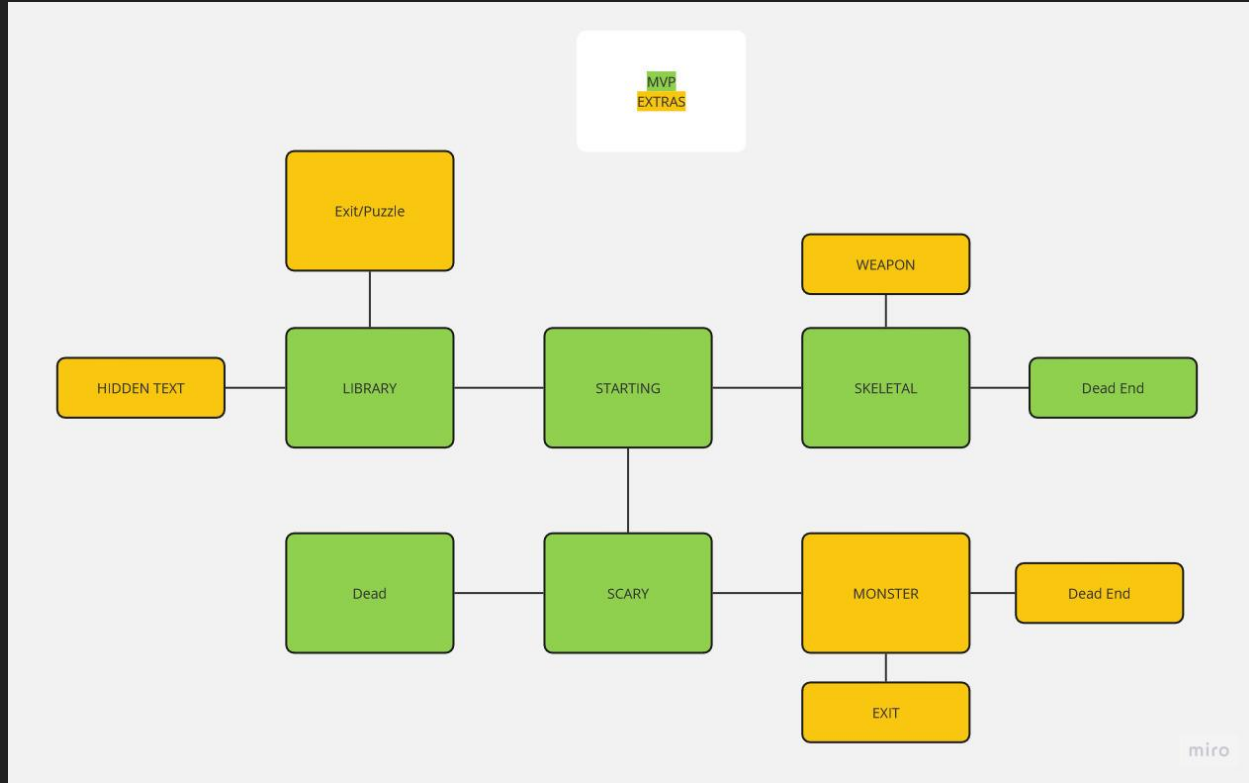 MVP
EXTRAS
Exit/Puzzle
WEAPON
HIDDEN TEXT
LIBRARY
STARTING
SKELETAL
Dead End
Dead
SCARY
MONSTER
Dead End
EXIT
miro